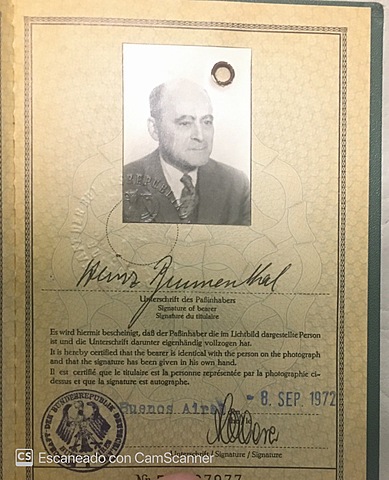 REPUBLIK
Heinz Blumenthal
Unterschrift des Paßinhabers
Signature of bearer
Signature du titulaire
Es wird hiermit bescheinigt, daß der Paßinhaber die im Lichtbild dargestellte Person
ist und die Unterschrift darunter eigenhändig vollzogen hat.
It is hereby certified that the bearer is identical with the person on the photograph
and that the signature has been given in his own hand.
Il est certifié que le titulaire est la personne représentée par la photographie ci-
dessus et que la signature est autographe.
Buenos Aires - 8. SEP. 1972
BUNDESREPUBLIK
Unterschrift / Signature / Signature
CS Escaneado con CamScanner